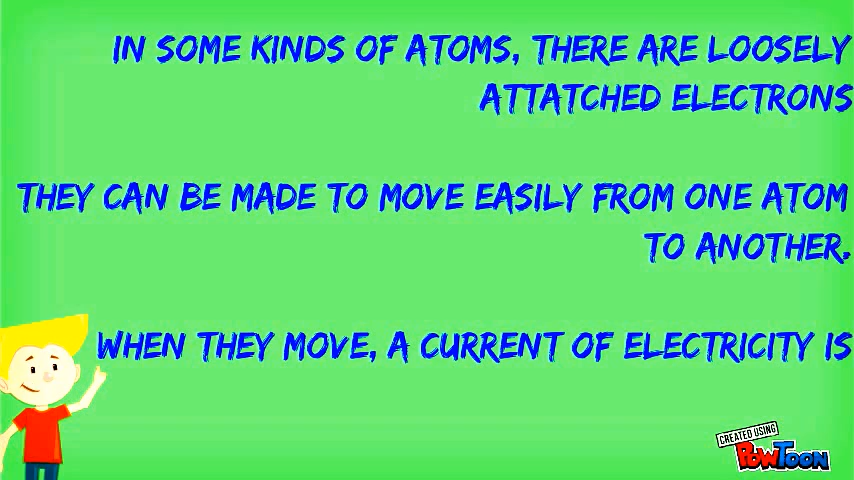 IN SOME KINDS OF ATOMS, THERE ARE LOOSELY
ATTATCHED ELECTRONS
THEY CAN BE MADE TO MOVE EASILY FROM ONE ATOM
TO ANOTHER.
WHEN THEY MOVE, A CURRENT OF ELECTRICITY IS
CREATED USING
POWTOON